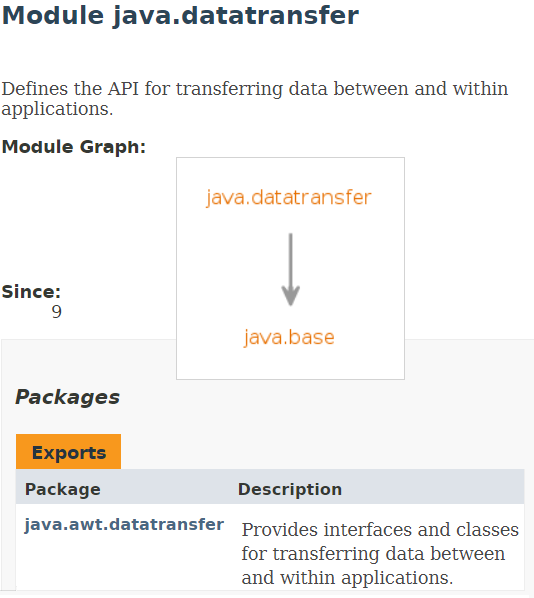 Module java.datatransfer
Defines the API for transferring data between and within
applications.
Module Graph:
java.datatransfer
java.base
Since:
9
Packages
Exports
Package Description
java.awt.datatransfer Provides interfaces and classes
for transferring data between
and within applications.